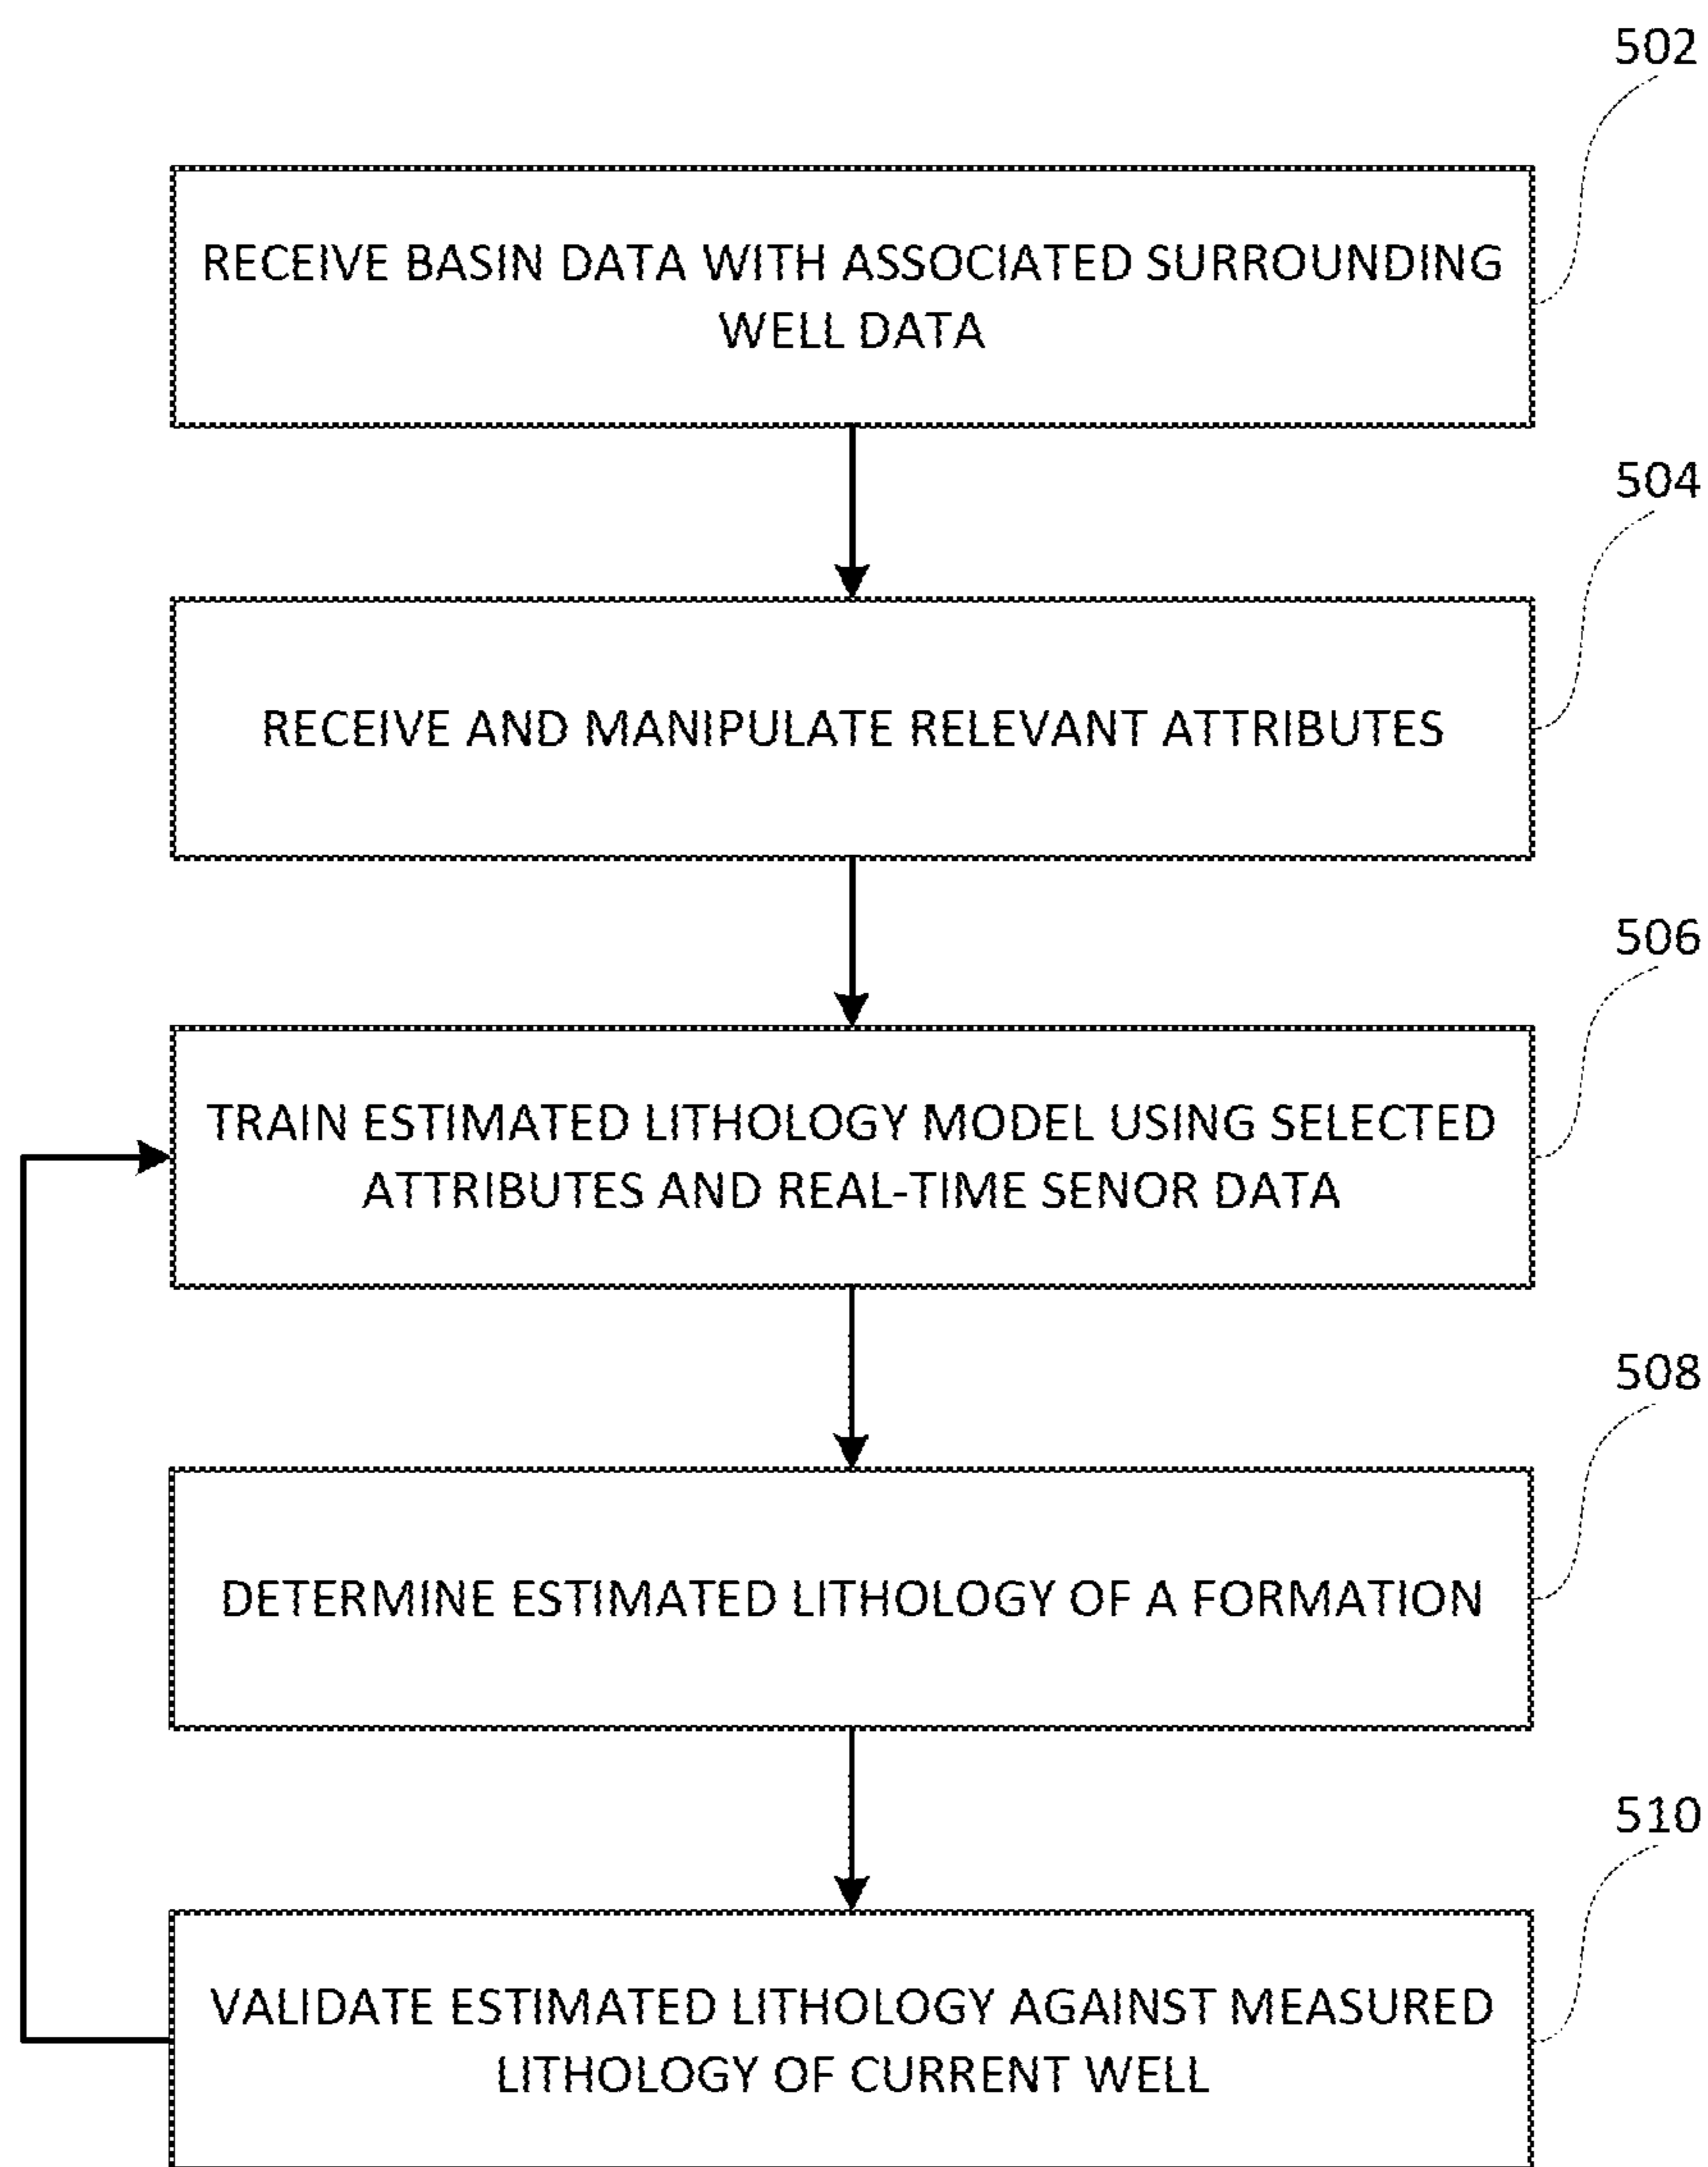 502
RECEIVE BASIN DATA WITH ASSOCIATED SURROUNDING
WELL DATA
504
RECEIVE AND MANIPULATE RELEVANT ATTRIBUTES
506
TRAIN ESTIMATED LITHOLOGY MODEL USING SELECTED
ATTRIBUTES AND REAL-TIME SENOR DATA
508
DETERMINE ESTIMATED LITHOLOGY OF A FORMATION
510
VALIDATE ESTIMATED LITHOLOGY AGAINST MEASURED
LITHOLOGY OF CURRENT WELL